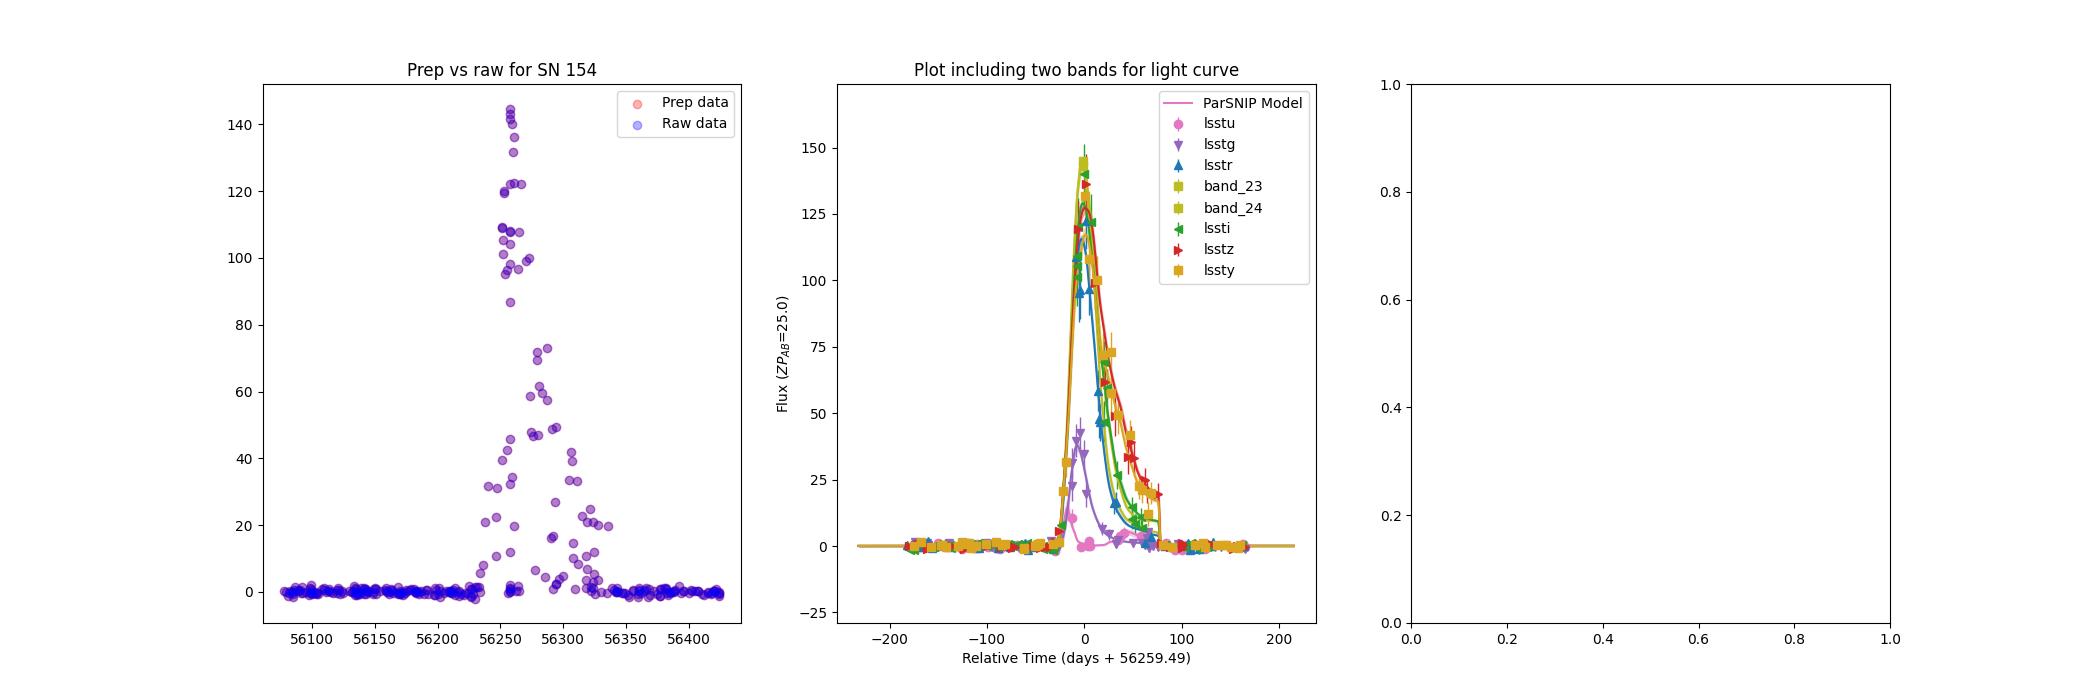 Prep vs raw for SN 154
Prep data
Raw data
140
120
100
80
60
40
20
0
56100 56150 56200 56250 56300 56350 56400
Plot including two bands for light curve
ParSNIP Model
lsstu
lsstg
lsstr
band_23
band_24
lssti
lsstz
lssty
Flux (ZP_AB=25.0)
150
125
100
75
50
25
0
−25
−200 −100 0 100 200
Relative Time (days + 56259.49)
1.0
0.8
0.6
0.4
0.2
0.0
0.0 0.2 0.4 0.6 0.8 1.0